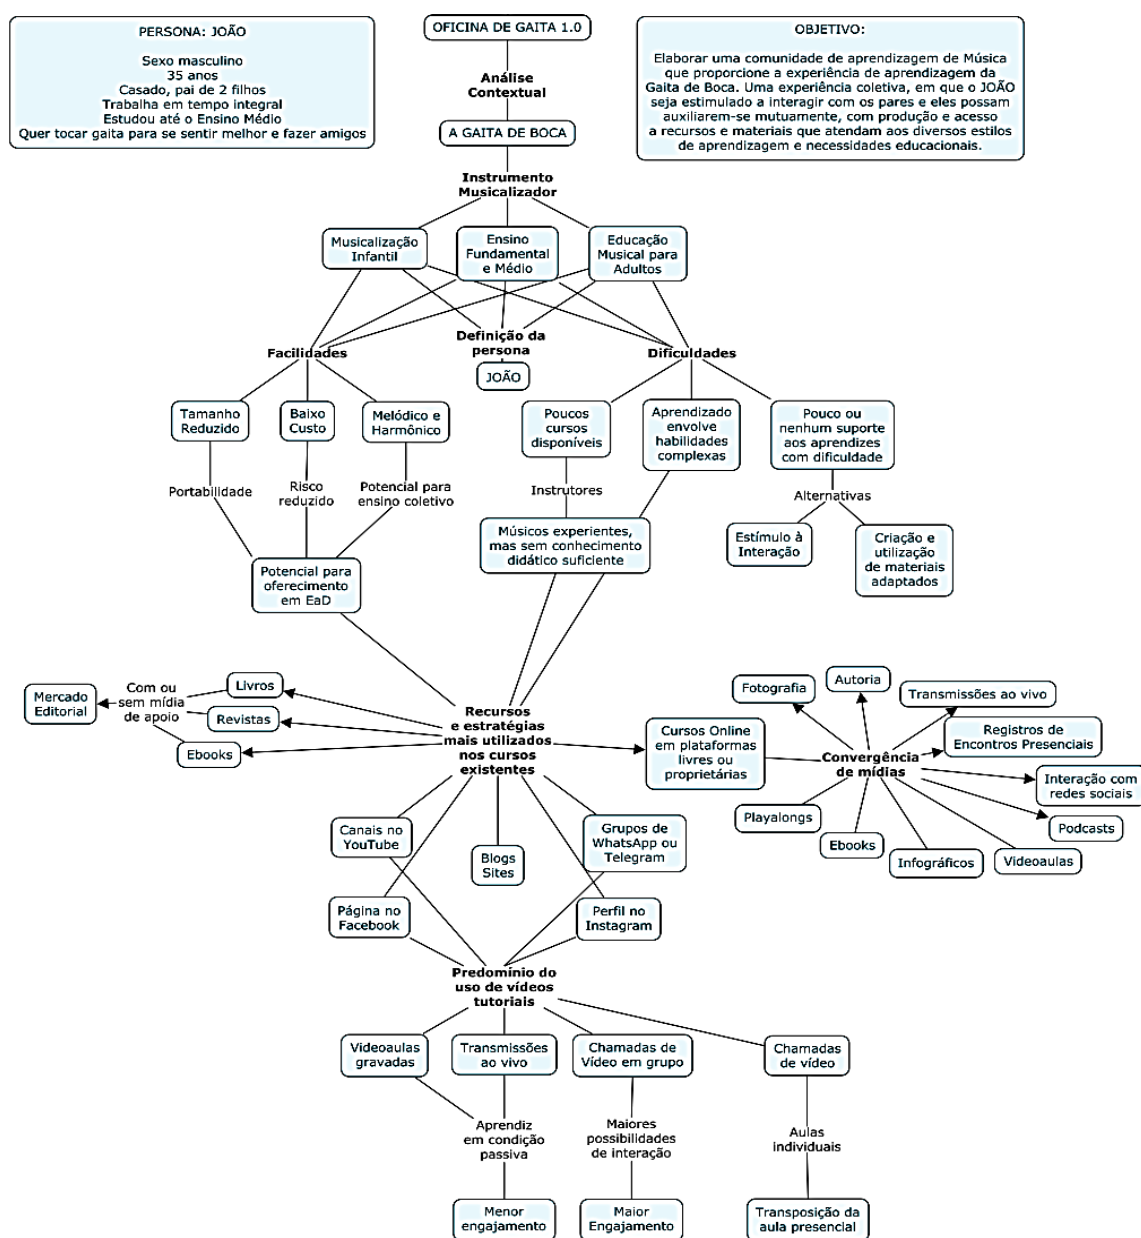 PERSONA: JOÃO
Sexo masculino
35 anos
Casado, pai de 2 filhos
Trabalha em tempo integral
Estudou até o Ensino Médio
Quer tocar gaita para se sentir melhor e fazer amigos
OFICINA DE GAITA 1.0
OBJETIVO:
Elaborar uma comunidade de aprendizagem de Música
que proporcione a experiência de aprendizagem da
Gaita de Boca. Uma experiência coletiva, em que o JOÃO
seja estimulado a interagir com os pares e eles possam
auxiliarem-se mutuamente, com produção e acesso
a recursos e materiais que atendam aos diversos estilos
de aprendizagem e necessidades educacionais.
Análise
Contextual
A GAITA DE BOCA
Instrumento
Musicalizador
Musicalização
Infantil
Ensino
Fundamental
e Médio
Educação
Musical para
Adultos
Facilidades
Definição da
persona
Dificuldades
JOÃO
Tamanho
Reduzido
Baixo
Custo
Melódico e
Harmônico
Poucos
cursos
disponíveis
Aprendizado
envolve
habilidades
complexas
Pouco ou
nenhum suporte
aos aprendizes
com dificuldade
Portabilidade
Risco
reduzido
Potencial para
ensino coletivo
Instrutores
Alternativas
Músicos experientes,
mas sem conhecimento
didático suficiente
Estímulo à
Interação
Criação e
utilização
de materiais
adaptados
Potencial para
oferecimento
em EaD
Mercado
Editorial
Com ou
sem mídia
de apoio
Livros
Revistas
Ebooks
Recursos
e estratégias
mais utilizados
nos cursos
existentes
Cursos Online
em plataformas
livres ou
proprietárias
Fotografia
Autoria
Transmissões ao vivo
Registros de
Encontros Presenciais
Convergência
de mídias
Interação com
redes sociais
Playalongs
Ebooks
Infográficos
Videoaulas
Podcasts
Canais no
YouTube
Blogs
Sites
Grupos de
WhatsApp ou
Telegram
Página no
Facebook
Perfil no
Instagram
Predomínio do
uso de vídeos
tutoriais
Videoaulas
gravadas
Transmissões
ao vivo
Chamadas de
Vídeo em grupo
Chamadas
de vídeo
Aprendiz
em condição
passiva
Maiores
possibilidades
de interação
Aulas
individuais
Menor
engajamento
Maior
Engajamento
Transposição da
aula presencial